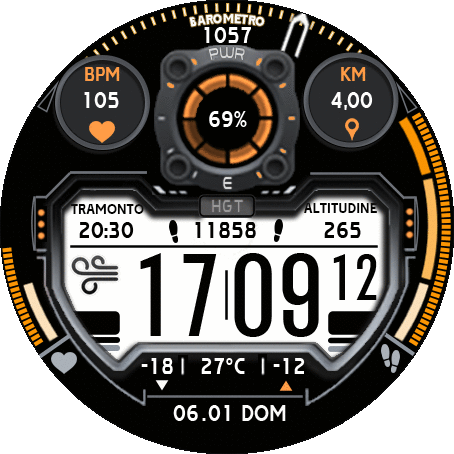 BAROMETRO
1057
PWR
BPM
105
69%
KM
4,00
E
HGT
TRAMONTO
ALTITUDINE
20:30
11858
265
17 09 12
-18 | 27°C | -12
06.01 DOM